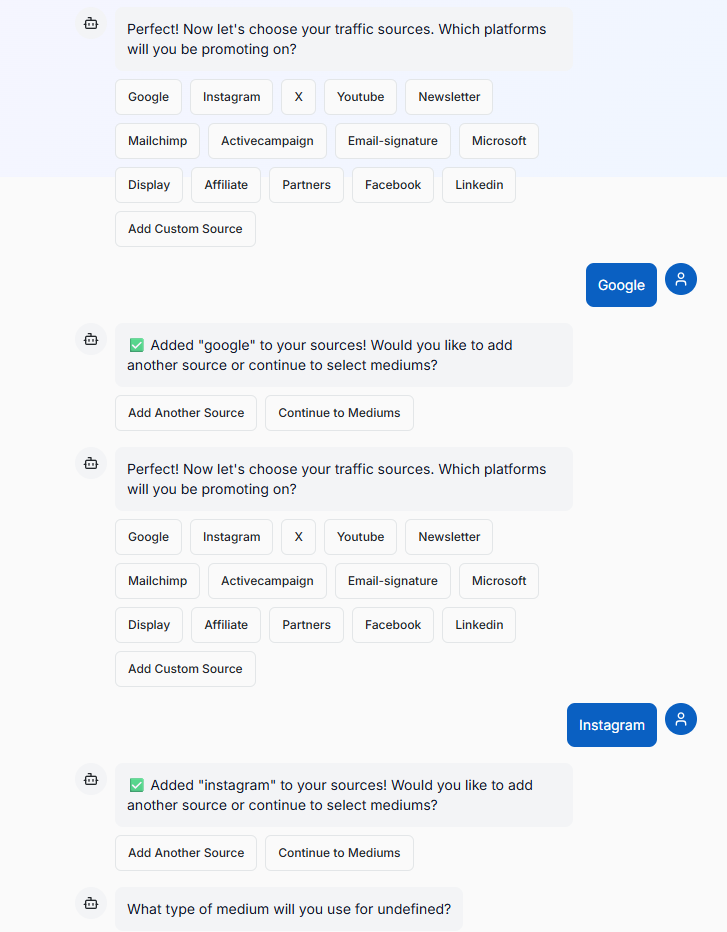 Perfect! Now let's choose your traffic sources. Which platforms
will you be promoting on?
Google Instagram X Youtube Newsletter
Mailchimp Activecampaign Email-signature Microsoft
Display Affiliate Partners Facebook Linkedin
Add Custom Source
Google
✅ Added "google" to your sources! Would you like to add
another source or continue to select mediums?
Add Another Source Continue to Mediums
Perfect! Now let's choose your traffic sources. Which platforms
will you be promoting on?
Google Instagram X Youtube Newsletter
Mailchimp Activecampaign Email-signature Microsoft
Display Affiliate Partners Facebook Linkedin
Add Custom Source
Instagram
✅ Added "instagram" to your sources! Would you like to add
another source or continue to select mediums?
Add Another Source Continue to Mediums
What type of medium will you use for undefined?